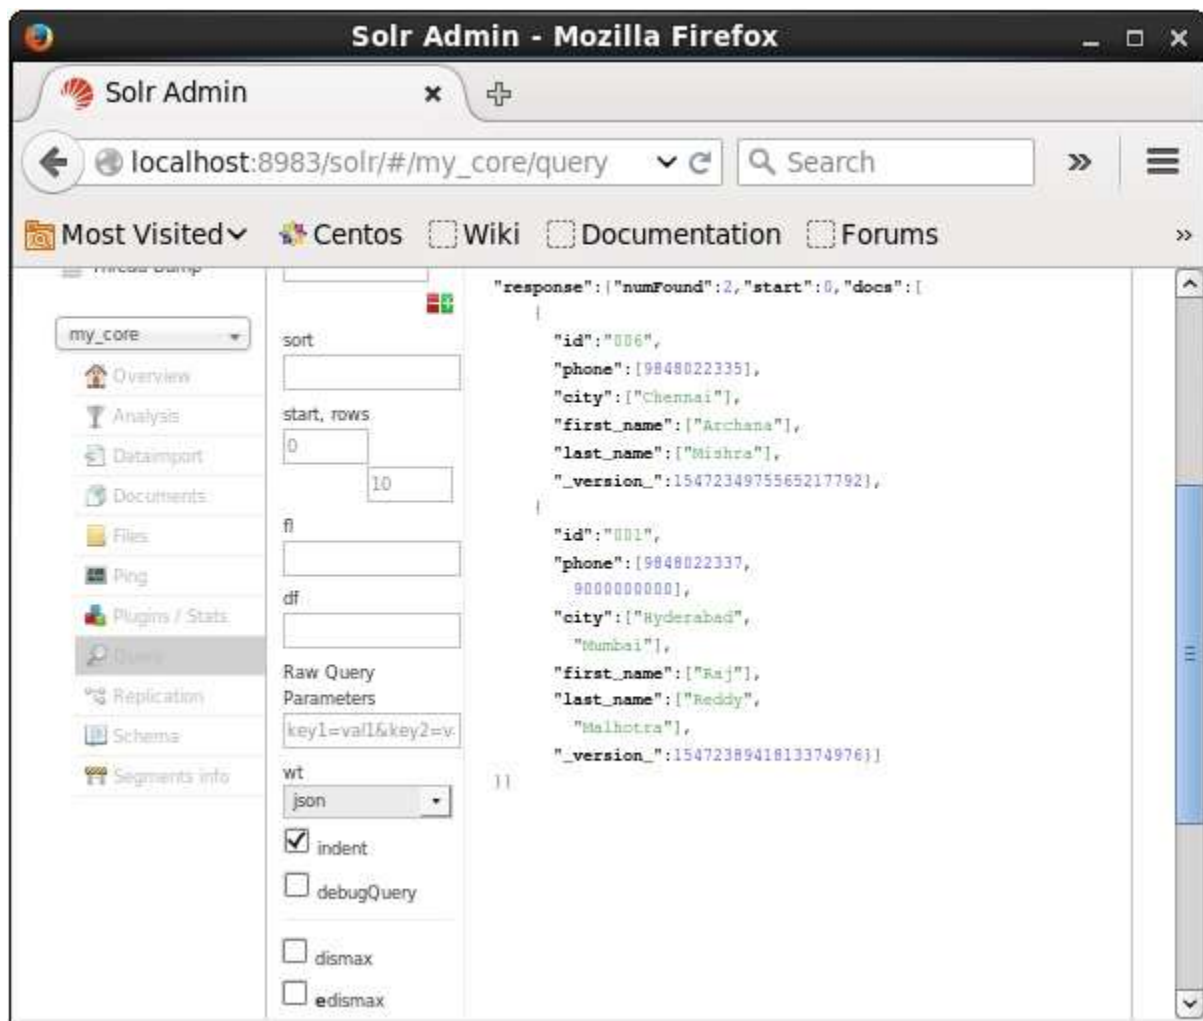 Solr Admin - Mozilla Firefox
Solr Admin
localhost:8983/solr/#/my_core/query
Search
Most Visited
Centos
Wiki
Documentation
Forums
Thread Dump
my_core
Overview
Analysis
Dataimport
Documents
Files
Ping
Plugins / Stats
Query
Replication
Schema
Segments info
sort
start, rows
0
10
fl
df
Raw Query
Parameters
key1=val1&key2=v
wt
json
indent
debugQuery
dismax
edismax
"response":{"numFound":2,"start":0,"docs":[
{
"id":"006",
"phone":[9848022335],
"city":["Chennai"],
"first_name":["Archana"],
"last_name":["Mishra"],
"_version_":1547234975565217792},
{
"id":"001",
"phone":[9848022337,
9000000000],
"city":["Hyderabad",
"Mumbai"],
"first_name":["Raj"],
"last_name":["Reddy",
"Malhotra"],
"_version_":1547238941813374976}]
}}